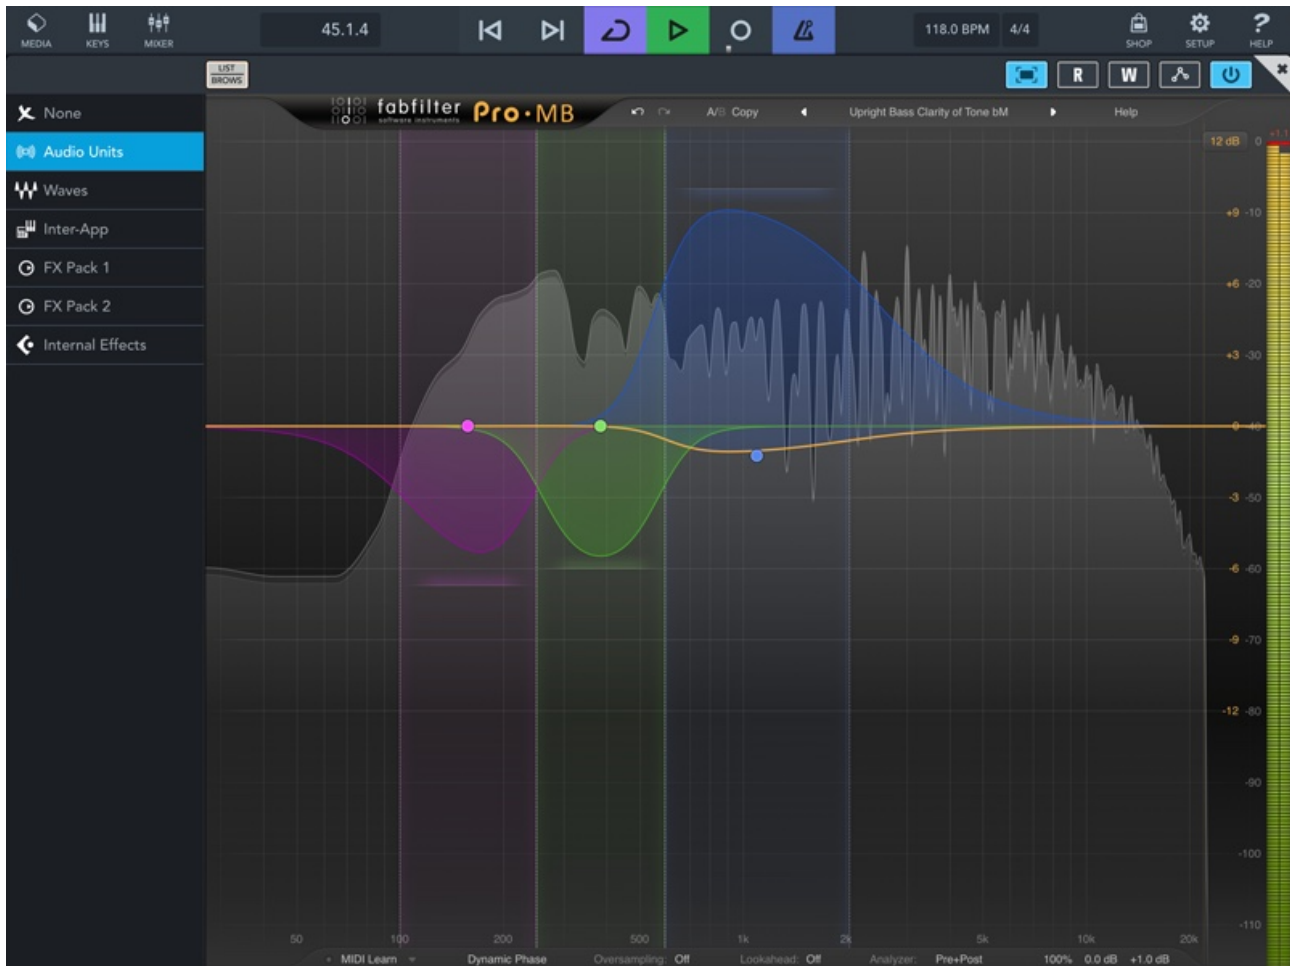 45.1.4
118.0 BPM 4/4
MEDIA KEYS MIXER SHOP SETUP HELP
LIST
BROWS
R W
None
Audio Units
Waves
Inter-App
FX Pack 1
FX Pack 2
Internal Effects
fabfilter Pro·MB
software instruments
A/B Copy Upright Bass Clarity of Tone bM Help
12 dB 0
+9 -10
+6 -20
+3 -30
0 -40
-3 -50
-6 -60
-9 -70
-12 -80
-90
-100
-110
50 100 200 500 1k 2k 5k 10k 20k
MIDI Learn Dynamic Phase Oversampling: Off Lookahead: Off Analyzer: Pre+Post 100% 0.0 dB +1.0 dB